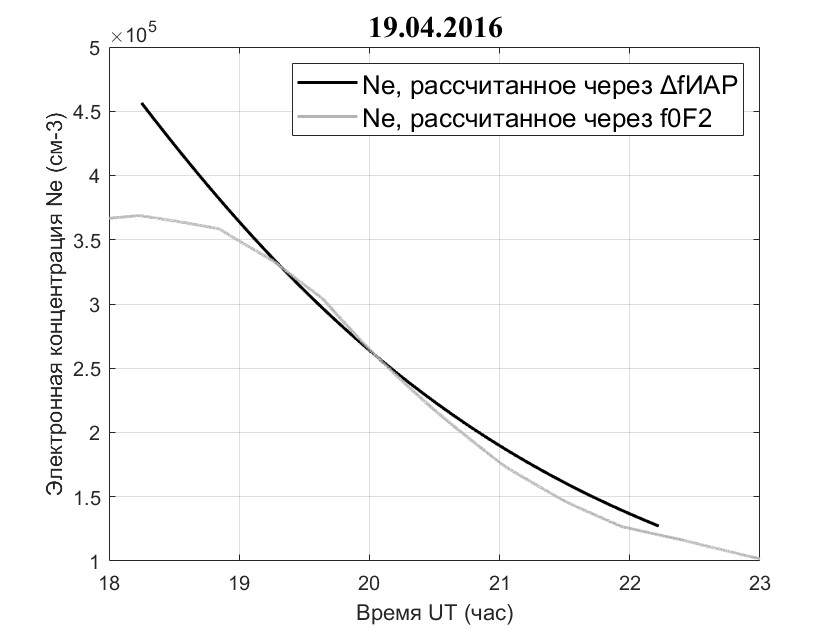 19.04.2016
×10⁵
Ne, рассчитанное через ΔfИАР
Ne, рассчитанное через f0F2
Электронная концентрация Ne (см-3)
5
4.5
4
3.5
3
2.5
2
1.5
1
18 19 20 21 22 23
Время UT (час)